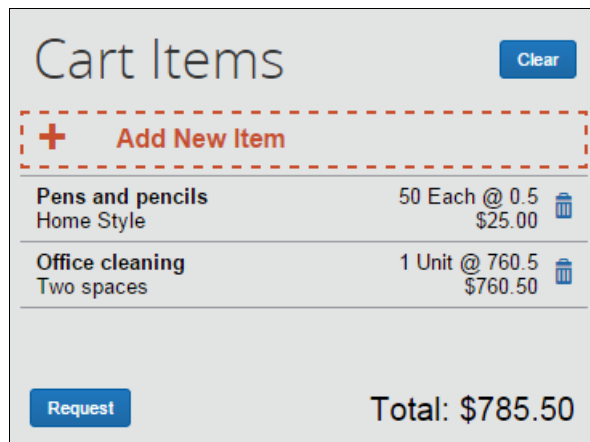 Cart Items
Clear
+ Add New Item
Pens and pencils 50 Each @ 0.5
Home Style $25.00
Office cleaning 1 Unit @ 760.5
Two spaces $760.50
Request Total: $785.50